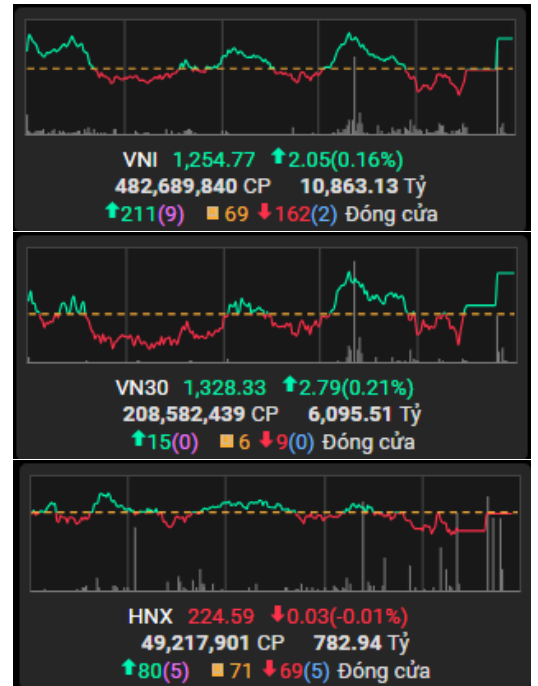 VNI 1,254.77 ⬆2.05(0.16%)
482,689,840 CP 10,863.13 Tỷ
⬆211(9) ■ 69 ⬇162(2) Đóng cửa
VN30 1,328.33 ⬆2.79(0.21%)
208,582,439 CP 6,095.51 Tỷ
⬆15(0) ■ 6 ⬇9(0) Đóng cửa
HNX 224.59 ⬇0.03(-0.01%)
49,217,901 CP 782.94 Tỷ
⬆80(5) ■ 71 ⬇69(5) Đóng cửa